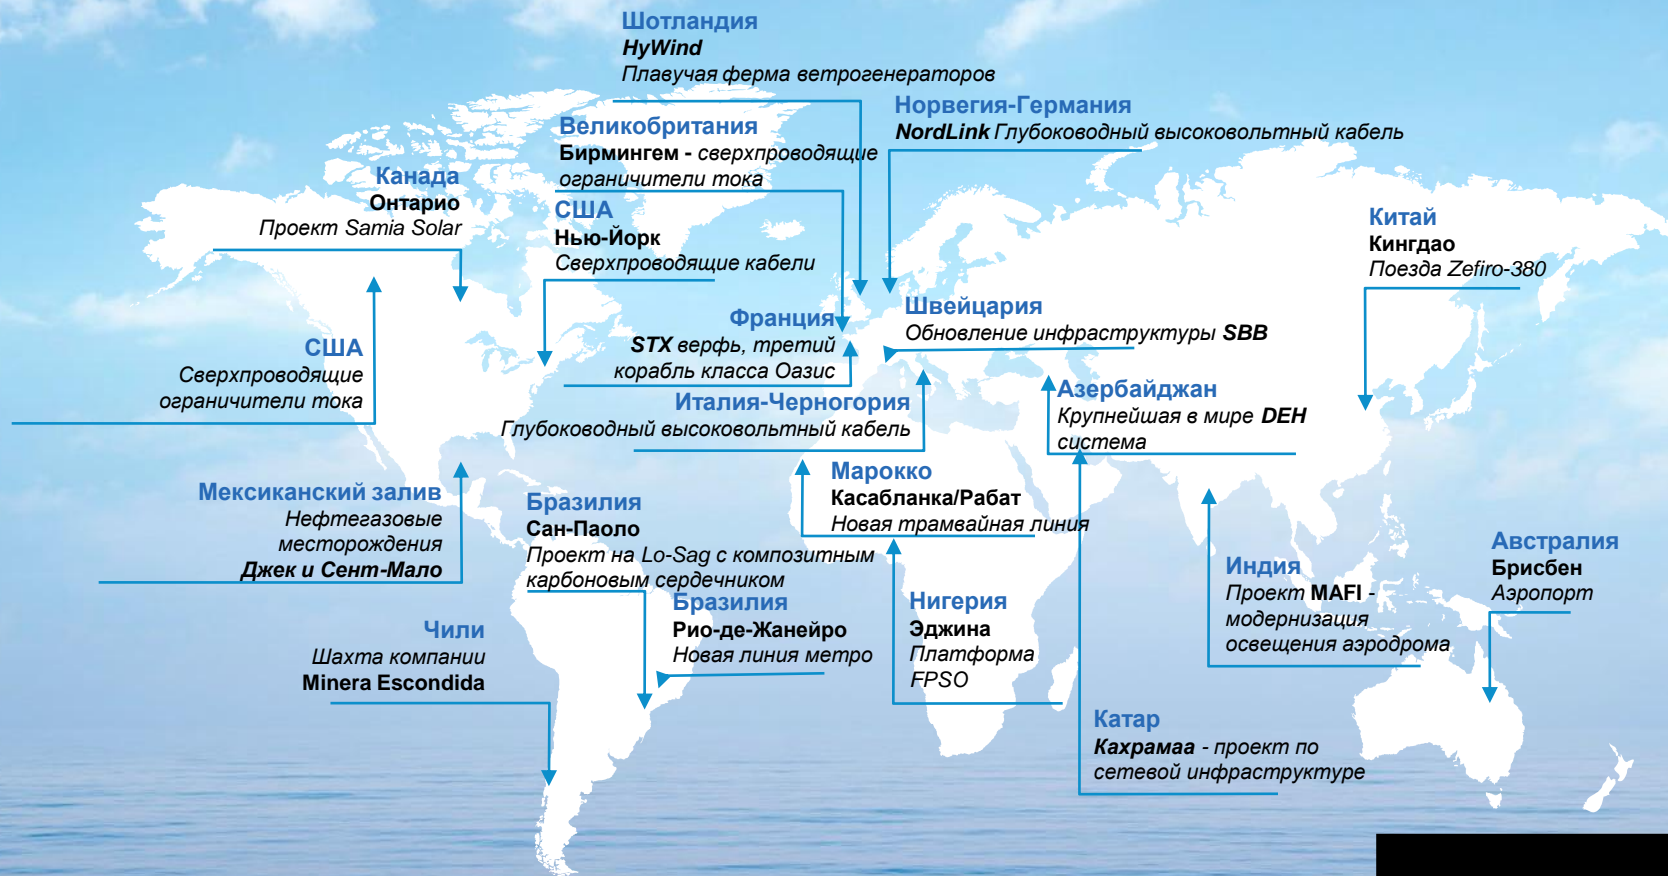 Шотландия
HyWind
Плавучая ферма ветрогенераторов
Норвегия-Германия
NordLink Глубоководный высоковольтный кабель
Великобритания
Бирмингем - сверхпроводящие
ограничители тока
Канада
Онтарио
Проект Samia Solar
США
Нью-Йорк
Сверхпроводящие кабели
Китай
Кингдао
Поезда Zefiro-380
Франция
STX верфь, третий
корабль класса Оазис
Швейцария
Обновление инфраструктуры SBB
США
Сверхпроводящие
ограничители тока
Италия-Черногория
Глубоководный высоковольтный кабель
Азербайджан
Крупнейшая в мире DEH
система
Мексиканский залив
Нефтегазовые
месторождения
Джек и Сент-Мало
Бразилия
Сан-Паоло
Проект на Lo-Sag с композитным
карбоновым сердечником
Марокко
Касабланка/Рабат
Новая трамвайная линия
Бразилия
Рио-де-Жанейро
Новая линия метро
Чили
Шахта компании
Minera Escondida
Нигерия
Эджина
Платформа
FPSO
Индия
Проект MAFI -
модернизация
освещения аэродрома
Австралия
Брисбен
Аэропорт
Катар
Кахрамаа - проект по
сетевой инфраструктуре